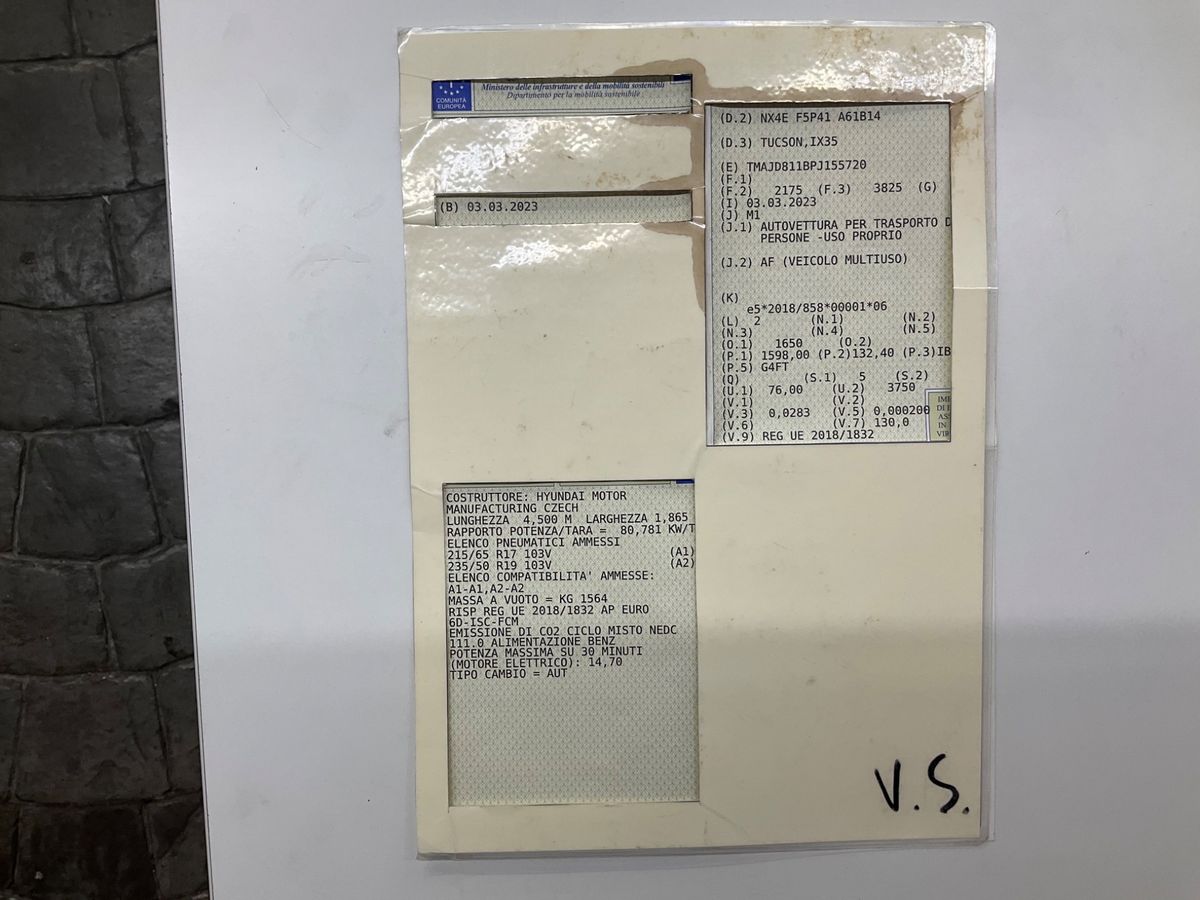 COMUNITÀ
EUROPEA
Ministero delle infrastrutture e della mobilità sostenibili
Dipartimento per la mobilità sostenibile
(B) 03.03.2023
(D.2) NX4E F5P41 A61B14
(D.3) TUCSON,IX35
(E) TMAJD811BPJ155720
(F.1)
(F.2) 2175 (F.3) 3825 (G)
(I) 03.03.2023
(J) M1
(J.1) AUTOVETTURA PER TRASPORTO D
PERSONE -USO PROPRIO
(J.2) AF (VEICOLO MULTIUSO)
(K)
e5*2018/858*00001*06
(L) 2 (N.1) (N.2)
(N.3) (N.4) (N.5)
(O.1) 1650 (O.2)
(P.1) 1598,00 (P.2)132,40 (P.3)IB
(P.5) G4FT
(Q) (S.1) 5 (S.2)
(U.1) 76,00 (U.2) 3750
(V.1) (V.2)
(V.3) 0,0283 (V.5) 0,000200
(V.6) (V.7) 130,0
(V.9) REG UE 2018/1832
IN
VIR
COSTRUTTORE: HYUNDAI MOTOR
MANUFACTURING CZECH
LUNGHEZZA 4,500 M LARGHEZZA 1,865
RAPPORTO POTENZA/TARA = 80,781 KW/T
ELENCO PNEUMATICI AMMESSI
215/65 R17 103V (A1)
235/50 R19 103V (A2)
ELENCO COMPATIBILITA' AMMESSE:
A1-A1,A2-A2
MASSA A VUOTO = KG 1564
RISP REG UE 2018/1832 AP EURO
6D-ISC-FCM
EMISSIONE DI CO2 CICLO MISTO NEDC
111.0 ALIMENTAZIONE BENZ
POTENZA MASSIMA SU 30 MINUTI
(MOTORE ELETTRICO): 14,70
TIPO CAMBIO = AUT
V.S.